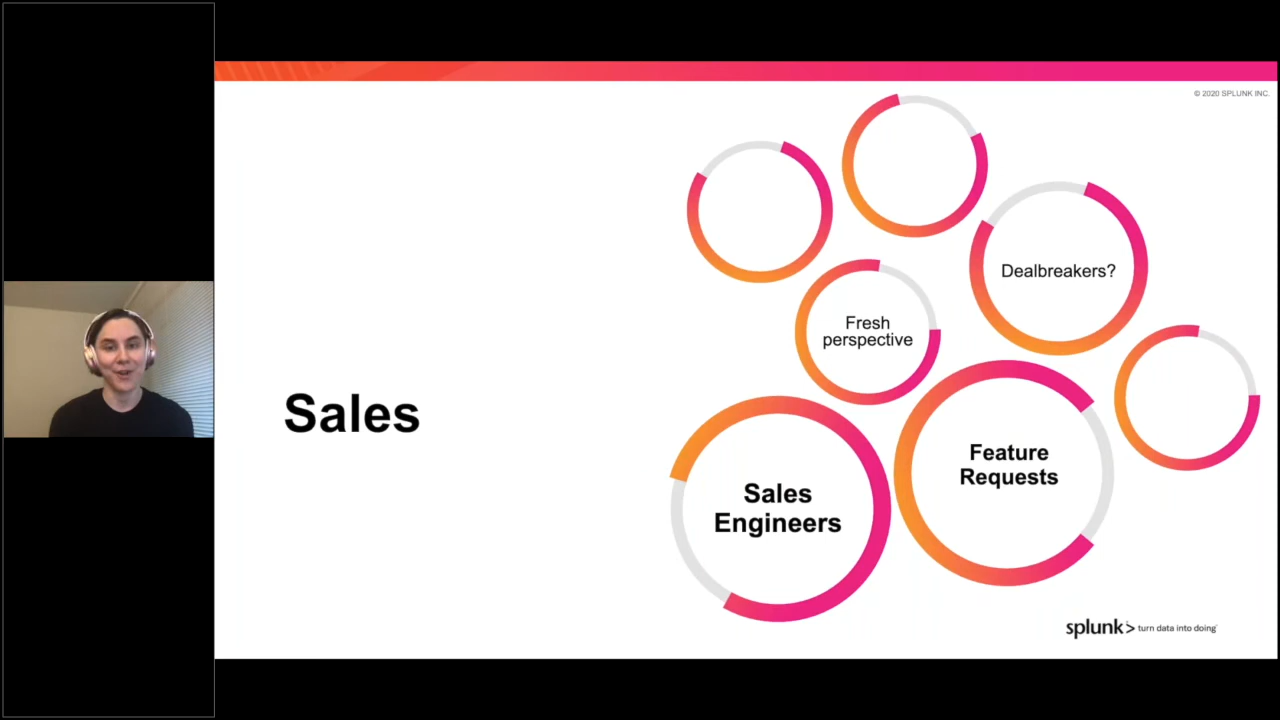 © 2020 SPLUNK INC.
Dealbreakers?
Fresh
perspective
Sales
Feature
Requests
Sales
Engineers
splunk> turn data into doing